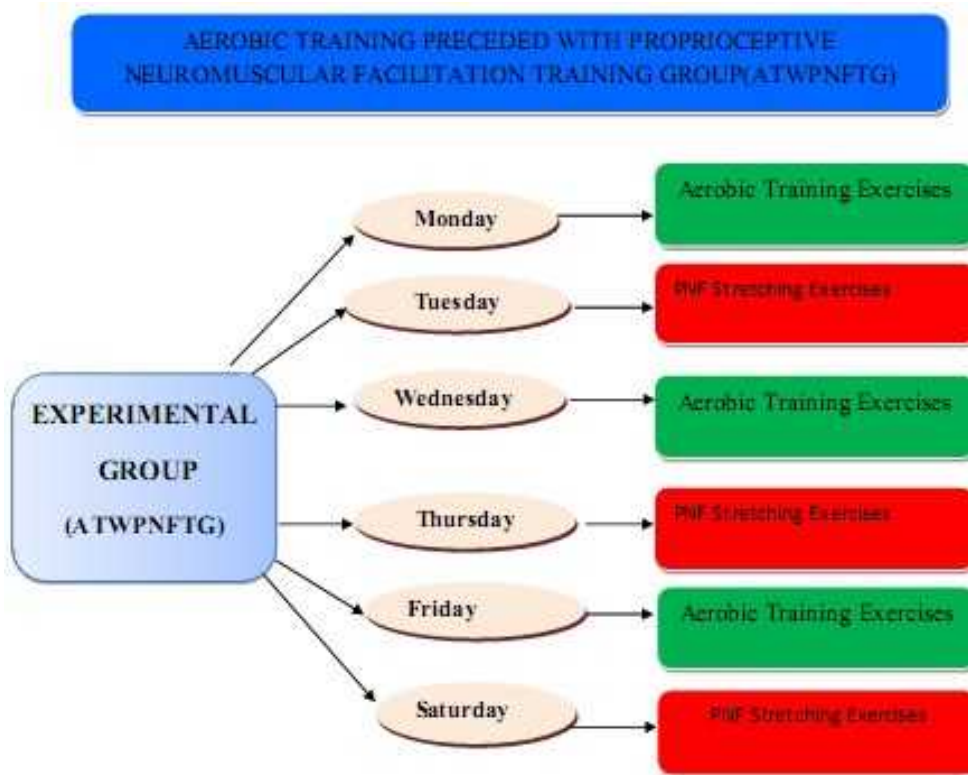 AEROBIC TRAINING PRECEDED WITH PROPRIOCEPTIVE
NEUROMUSCULAR FACILITATION TRAINING GROUP(ATWPNFTG)
EXPERIMENTAL
GROUP
(ATWPNFTG)
Monday
Aerobic Training Exercises
Tuesday
PNF Stretching Exercises
Wednesday
Aerobic Training Exercises
Thursday
PNF Stretching Exercises
Friday
Aerobic Training Exercises
Saturday
PNF Stretching Exercises